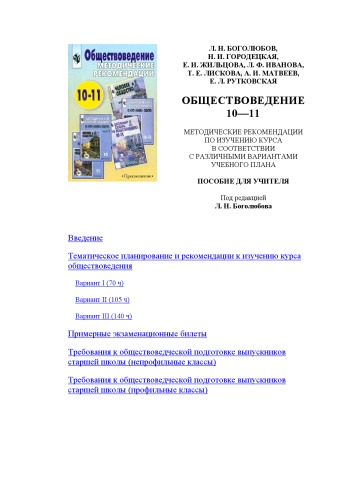 Обществоведение
МЕТОДИЧЕСКИЕ
РЕКОМЕНДАЦИИ
10-11
«Просвещение»
Л. Н. БОГОЛЮБОВ,
Н. И. ГОРОДЕЦКАЯ,
Е. И. ЖИЛЬЦОВА, Л. Ф. ИВАНОВА,
Т. Е. ЛИСКОВА, А. И. МАТВЕЕВ,
Е. Л. РУТКОВСКАЯ
ОБЩЕСТВОВЕДЕНИЕ
10—11
МЕТОДИЧЕСКИЕ РЕКОМЕНДАЦИИ
ПО ИЗУЧЕНИЮ КУРСА
В СООТВЕТСТВИИ
С РАЗЛИЧНЫМИ ВАРИАНТАМИ
УЧЕБНОГО ПЛАНА
ПОСОБИЕ ДЛЯ УЧИТЕЛЯ
Под редакцией
Л. Н. Боголюбова
Введение
Тематическое планирование и рекомендации к изучению курса
обществоведения
Вариант I (70 ч)
Вариант II (105 ч)
Вариант III (140 ч)
Примерные экзаменационные билеты
Требования к обществоведческой подготовке выпускников
старшей школы (непрофильные классы)
Требования к обществоведческой подготовке выпускников
старшей школы (профильные классы)